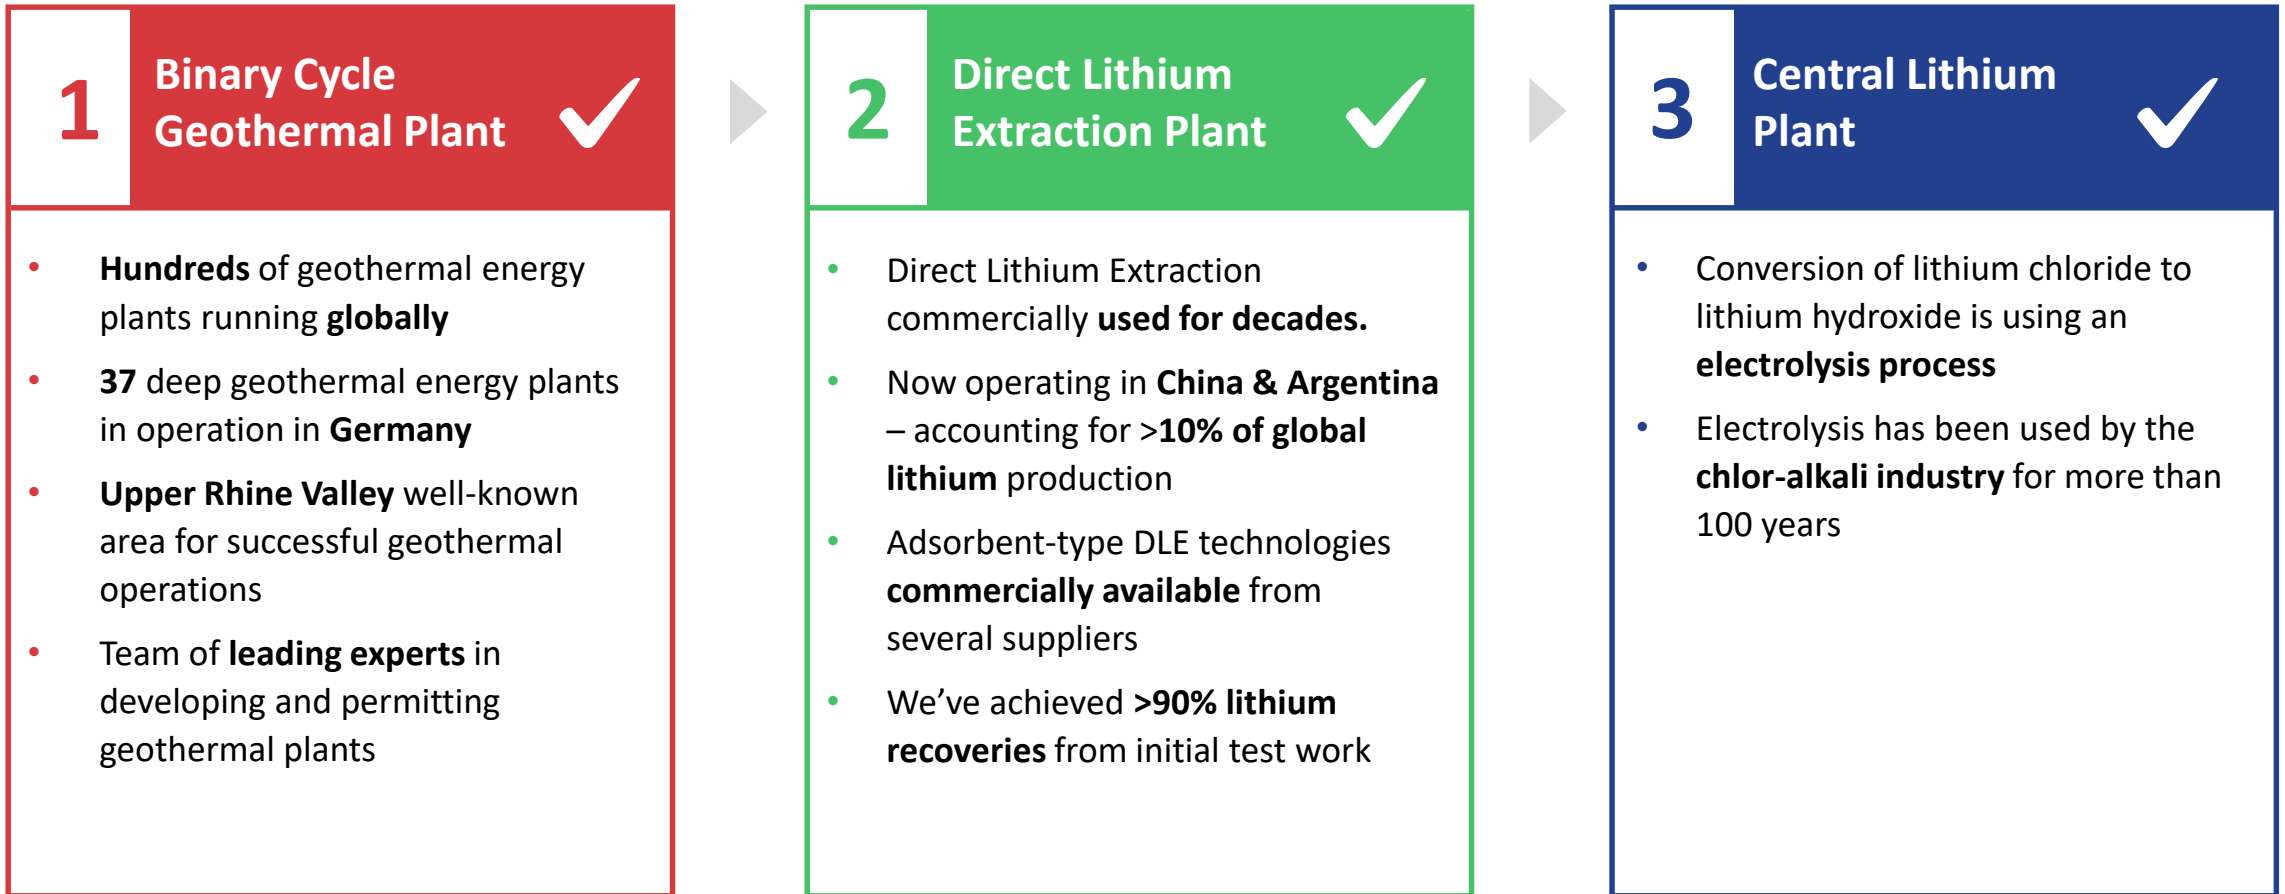 1
Binary Cycle
Geothermal Plant
• Hundreds of geothermal energy
plants running globally
• 37 deep geothermal energy plants
in operation in Germany
• Upper Rhine Valley well-known
area for successful geothermal
operations
• Team of leading experts in
developing and permitting
geothermal plants
2
Direct Lithium
Extraction Plant
• Direct Lithium Extraction
commercially used for decades.
• Now operating in China & Argentina
– accounting for >10% of global
lithium production
• Adsorbent-type DLE technologies
commercially available from
several suppliers
• We’ve achieved >90% lithium
recoveries from initial test work
3
Central Lithium
Plant
• Conversion of lithium chloride to
lithium hydroxide is using an
electrolysis process
• Electrolysis has been used by the
chlor-alkali industry for more than
100 years